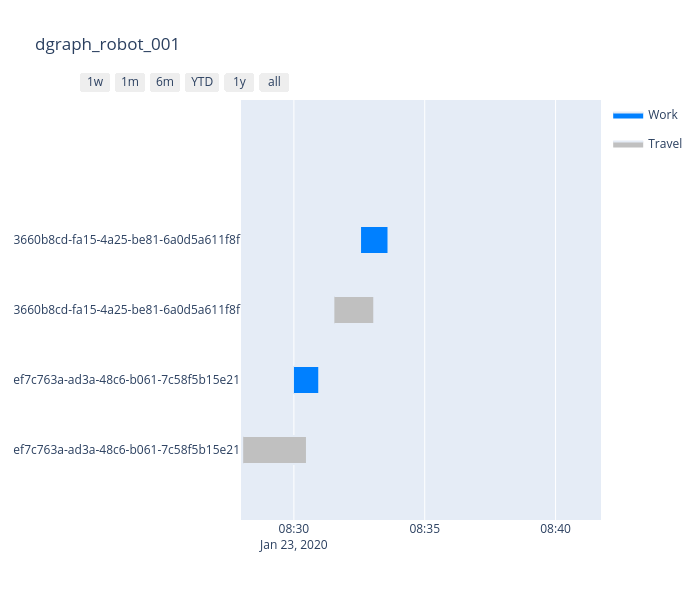 dgraph_robot_001
1w 1m 6m YTD 1y all
Work
Travel
3660b8cd-fa15-4a25-be81-6a0d5a611f8f
3660b8cd-fa15-4a25-be81-6a0d5a611f8f
ef7c763a-ad3a-48c6-b061-7c58f5b15e21
ef7c763a-ad3a-48c6-b061-7c58f5b15e21
08:30 08:35 08:40
Jan 23, 2020